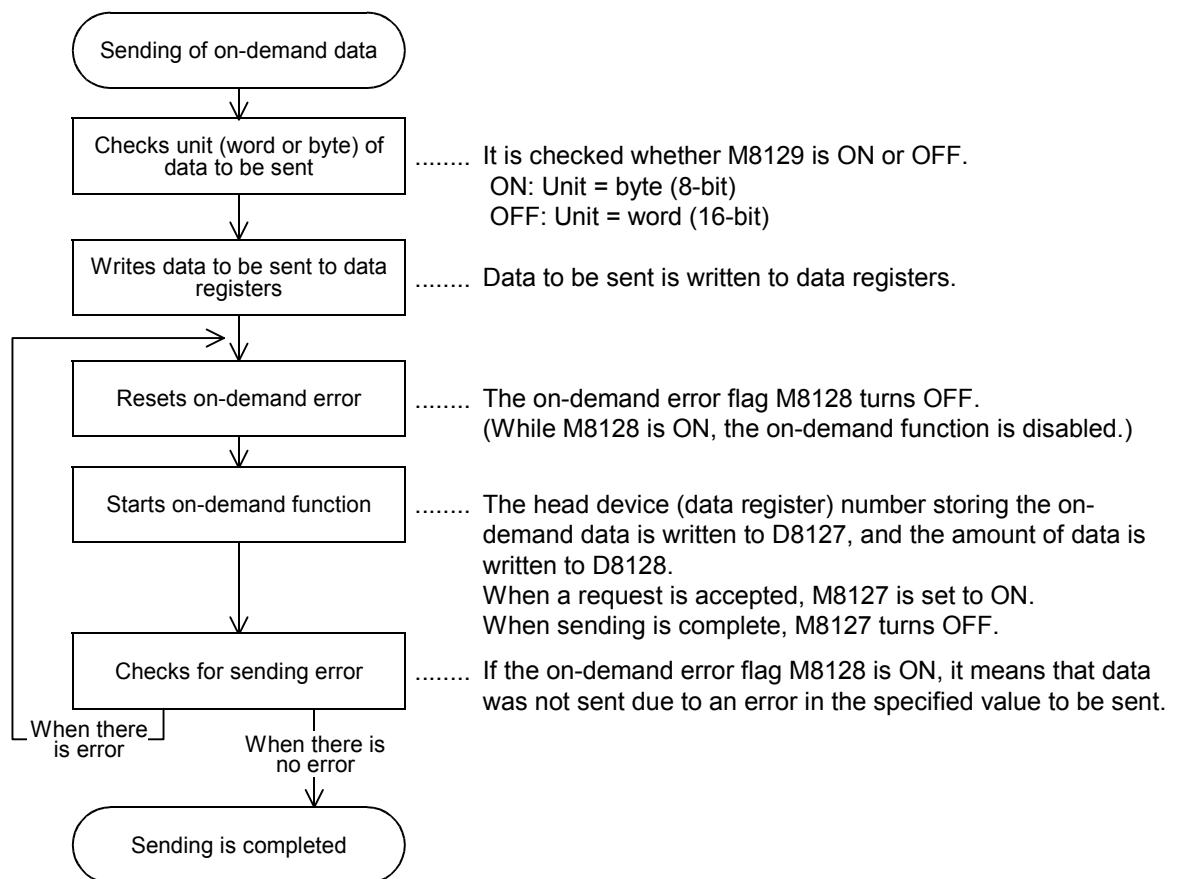 Sending of on-demand data
Checks unit (word or byte) of
data to be sent
........ It is checked whether M8129 is ON or OFF.
ON: Unit = byte (8-bit)
OFF: Unit = word (16-bit)
Writes data to be sent to data
registers
........ Data to be sent is written to data registers.
Resets on-demand error
........ The on-demand error flag M8128 turns OFF.
(While M8128 is ON, the on-demand function is disabled.)
Starts on-demand function
........ The head device (data register) number storing the on-
demand data is written to D8127, and the amount of data is
written to D8128.
When a request is accepted, M8127 is set to ON.
When sending is complete, M8127 turns OFF.
Checks for sending error
........ If the on-demand error flag M8128 is ON, it means that data
was not sent due to an error in the specified value to be sent.
When there
is error
When there is
no error
Sending is completed